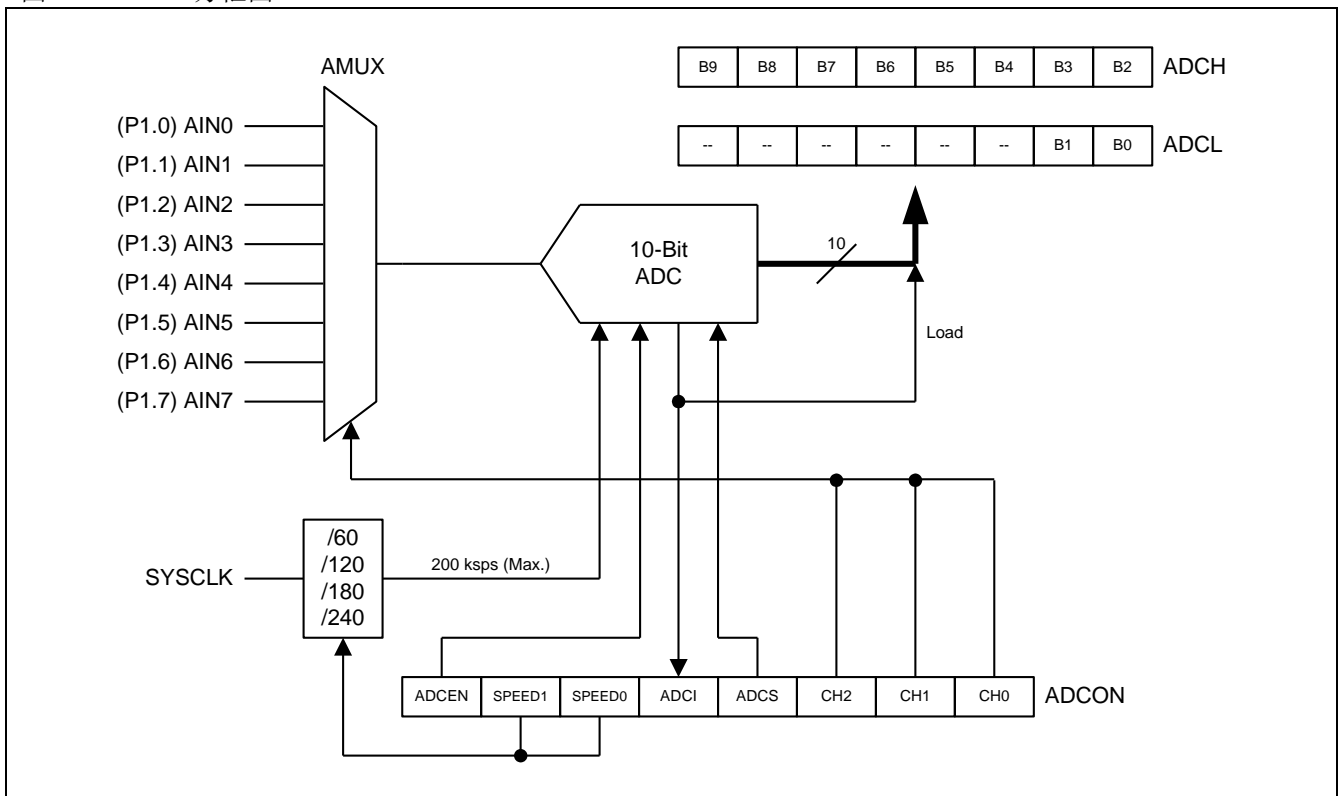 AMUX
B9 B8 B7 B6 B5 B4 B3 B2 ADCH
(P1.0) AIN0
(P1.1) AIN1
(P1.2) AIN2
(P1.3) AIN3
(P1.4) AIN4
(P1.5) AIN5
(P1.6) AIN6
(P1.7) AIN7
-- -- -- -- -- -- B1 B0 ADCL
10-Bit
ADC
10
Load
SYSCLK
/60
/120
/180
/240
200 ksps (Max.)
ADCEN SPEED1 SPEED0 ADCI ADCS CH2 CH1 CH0 ADCON